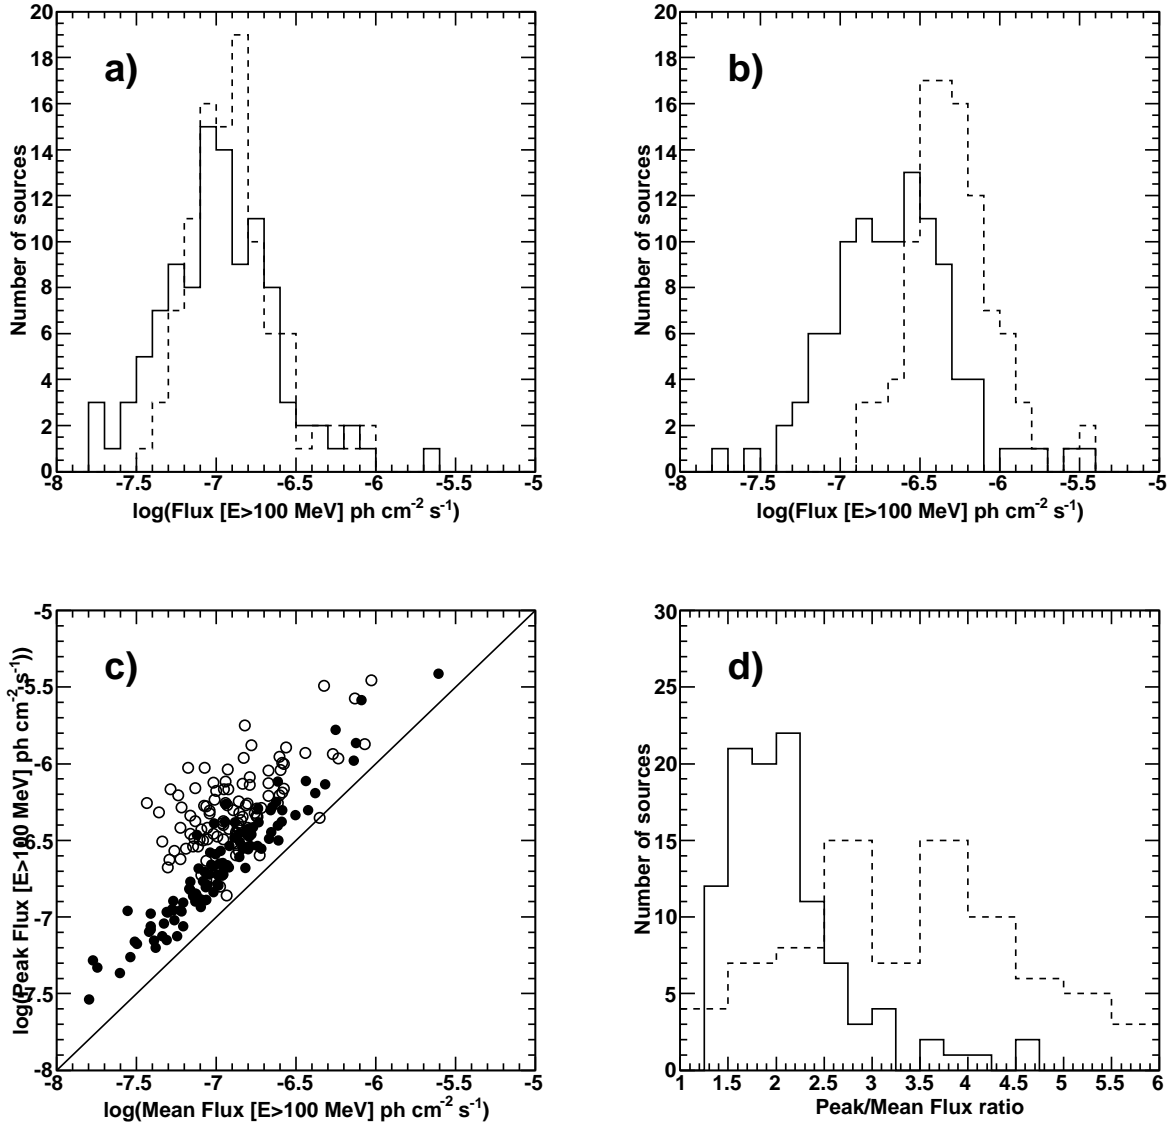 a)
Number of sources
20
18
16
14
12
10
8
6
4
2
0
-8 -7.5 -7 -6.5 -6 -5.5 -5
log(Flux [E>100 MeV] ph cm⁻² s⁻¹)
b)
Number of sources
20
18
16
14
12
10
8
6
4
2
0
-8 -7.5 -7 -6.5 -6 -5.5 -5
log(Flux [E>100 MeV] ph cm⁻² s⁻¹)
c)
log(Peak Flux [E>100 MeV] ph cm⁻² s⁻¹))
-5
-5.5
-6
-6.5
-7
-7.5
-8
-8 -7.5 -7 -6.5 -6 -5.5 -5
log(Mean Flux [E>100 MeV] ph cm⁻² s⁻¹)
d)
Number of sources
30
25
20
15
10
5
0
1 1.5 2 2.5 3 3.5 4 4.5 5 5.5 6
Peak/Mean Flux ratio